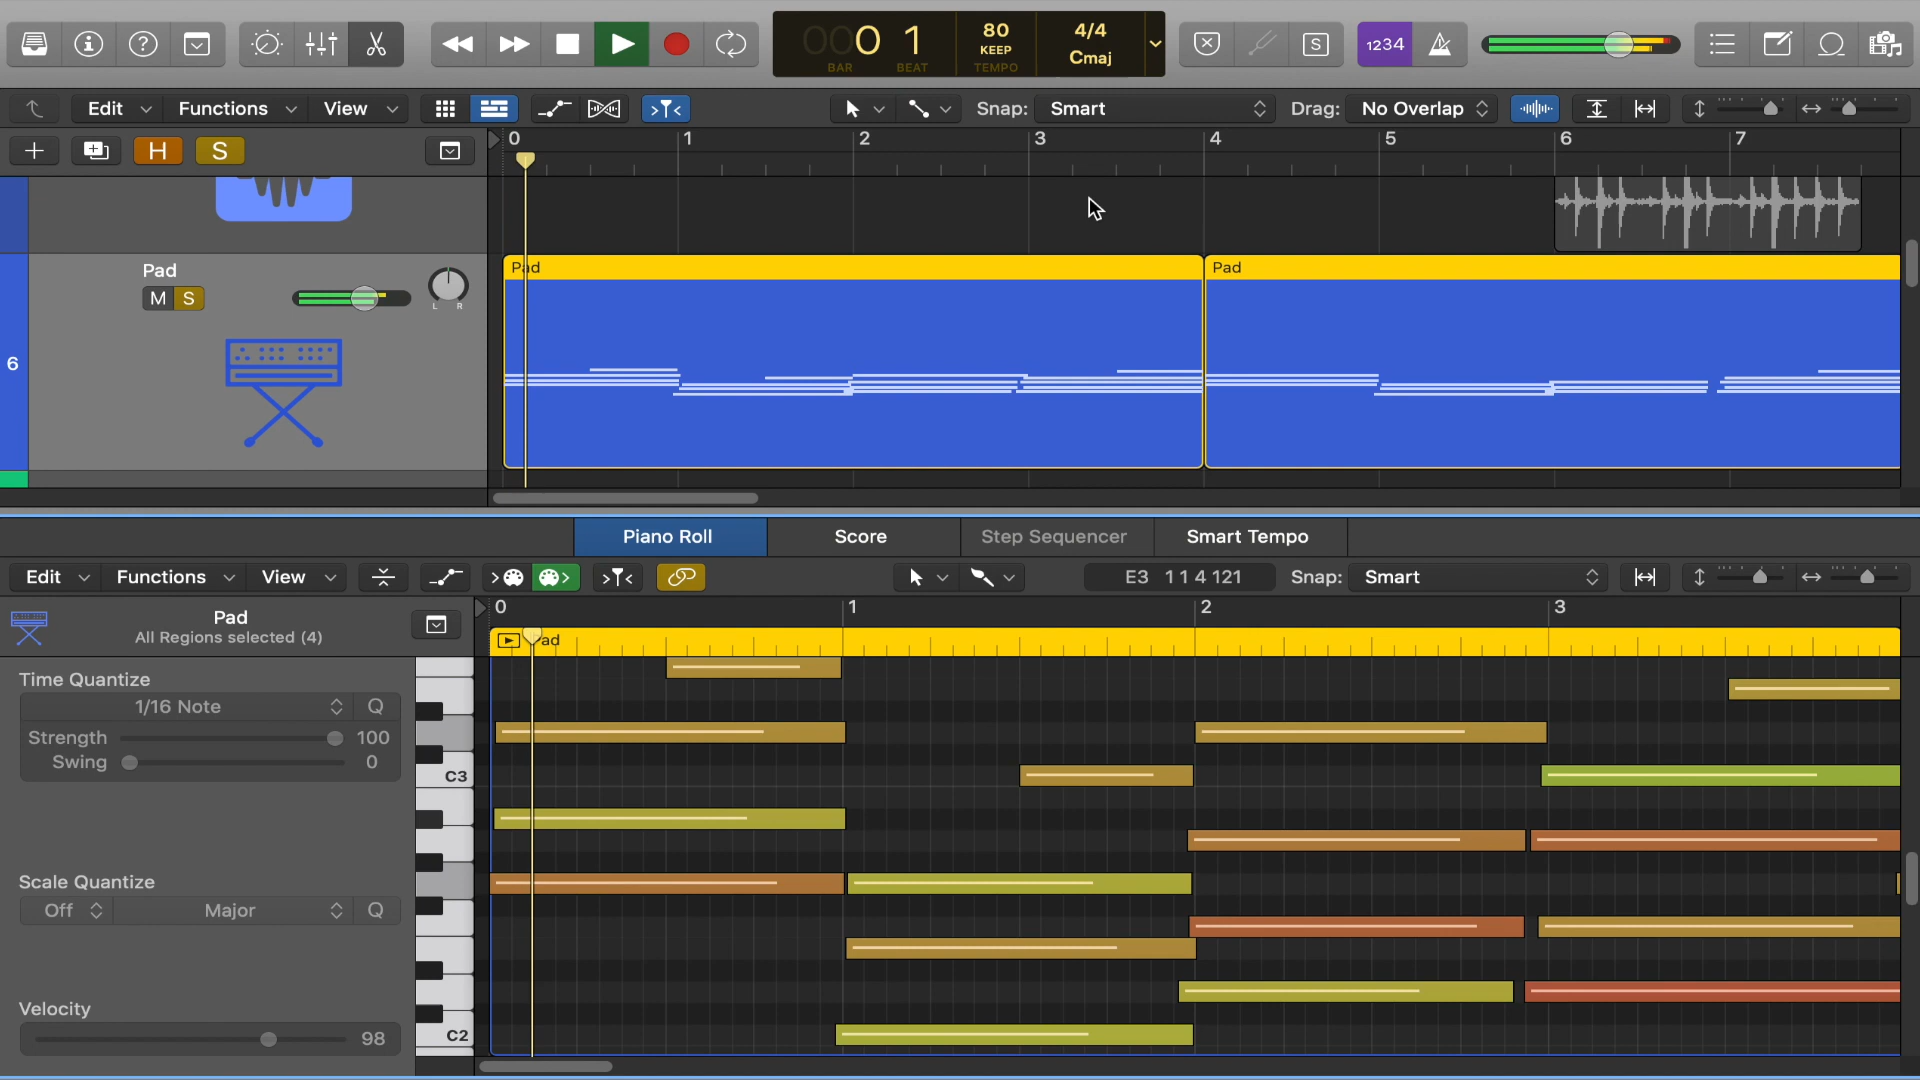 000 1
80
KEEP
4/4
Cmaj
BAR BEAT TEMPO
S
1234
Edit Functions View
Snap: Smart Drag: No Overlap
H S
0 1 2 3 4 5 6 7
Pad
M S
L R
6
Pad Pad
Piano Roll Score Step Sequencer Smart Tempo
Edit Functions View
E3 1 1 4 121
Snap: Smart
0 1 2 3
Pad
All Regions selected (4)
Time Quantize
1/16 Note Q
Strength 100
Swing 0
C3
Scale Quantize
Off Major Q
Velocity
98
C2